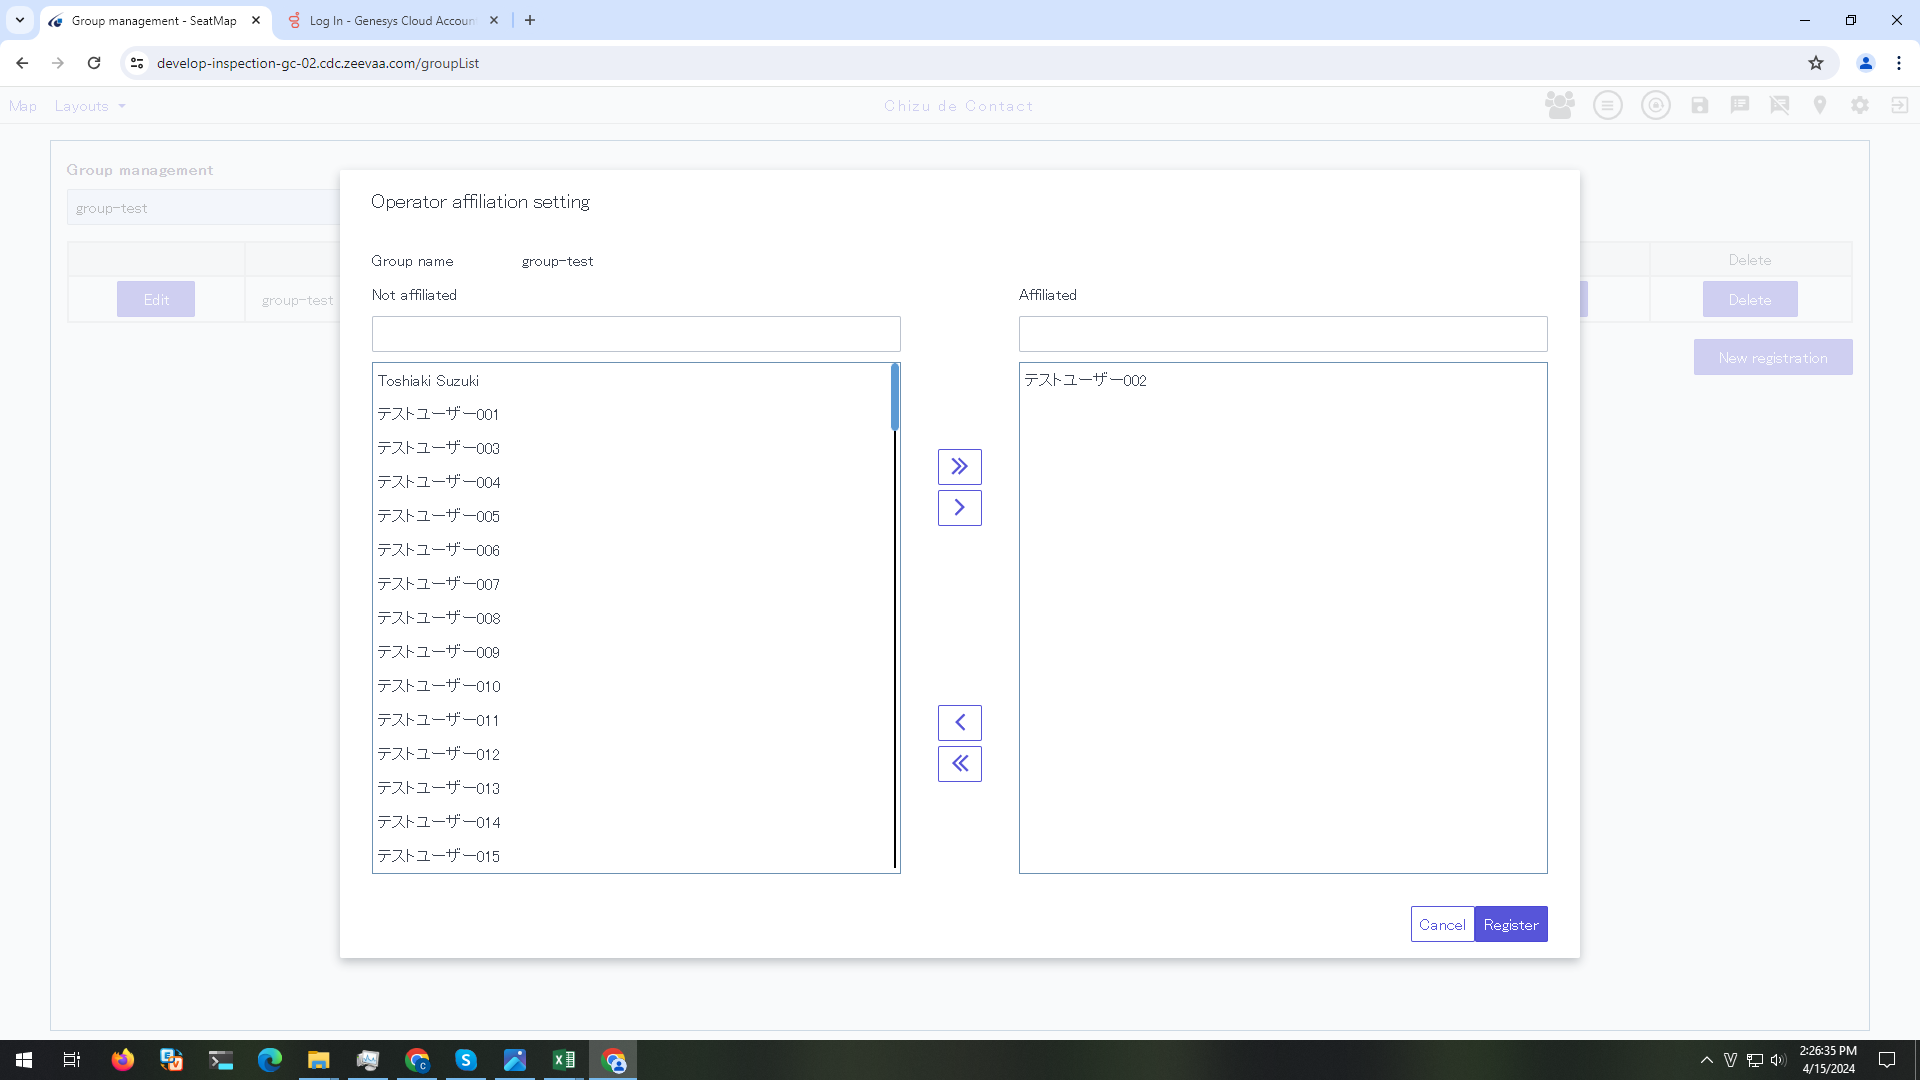 Group management - SeatMap
Log In - Genesys Cloud Accoun
develop-inspection-gc-02.cdc.zeevaa.com/groupList
Map
Layouts
Chizu de Contact
Group management
group-test
Delete
Edit
group-test
Delete
New registration
Operator affiliation setting
Group name
group-test
Not affiliated
Affiliated
Toshiaki Suzuki
テストユーザー001
テストユーザー003
テストユーザー004
テストユーザー005
テストユーザー006
テストユーザー007
テストユーザー008
テストユーザー009
テストユーザー010
テストユーザー011
テストユーザー012
テストユーザー013
テストユーザー014
テストユーザー015
テストユーザー002
Cancel
Register
2:26:35 PM
4/15/2024